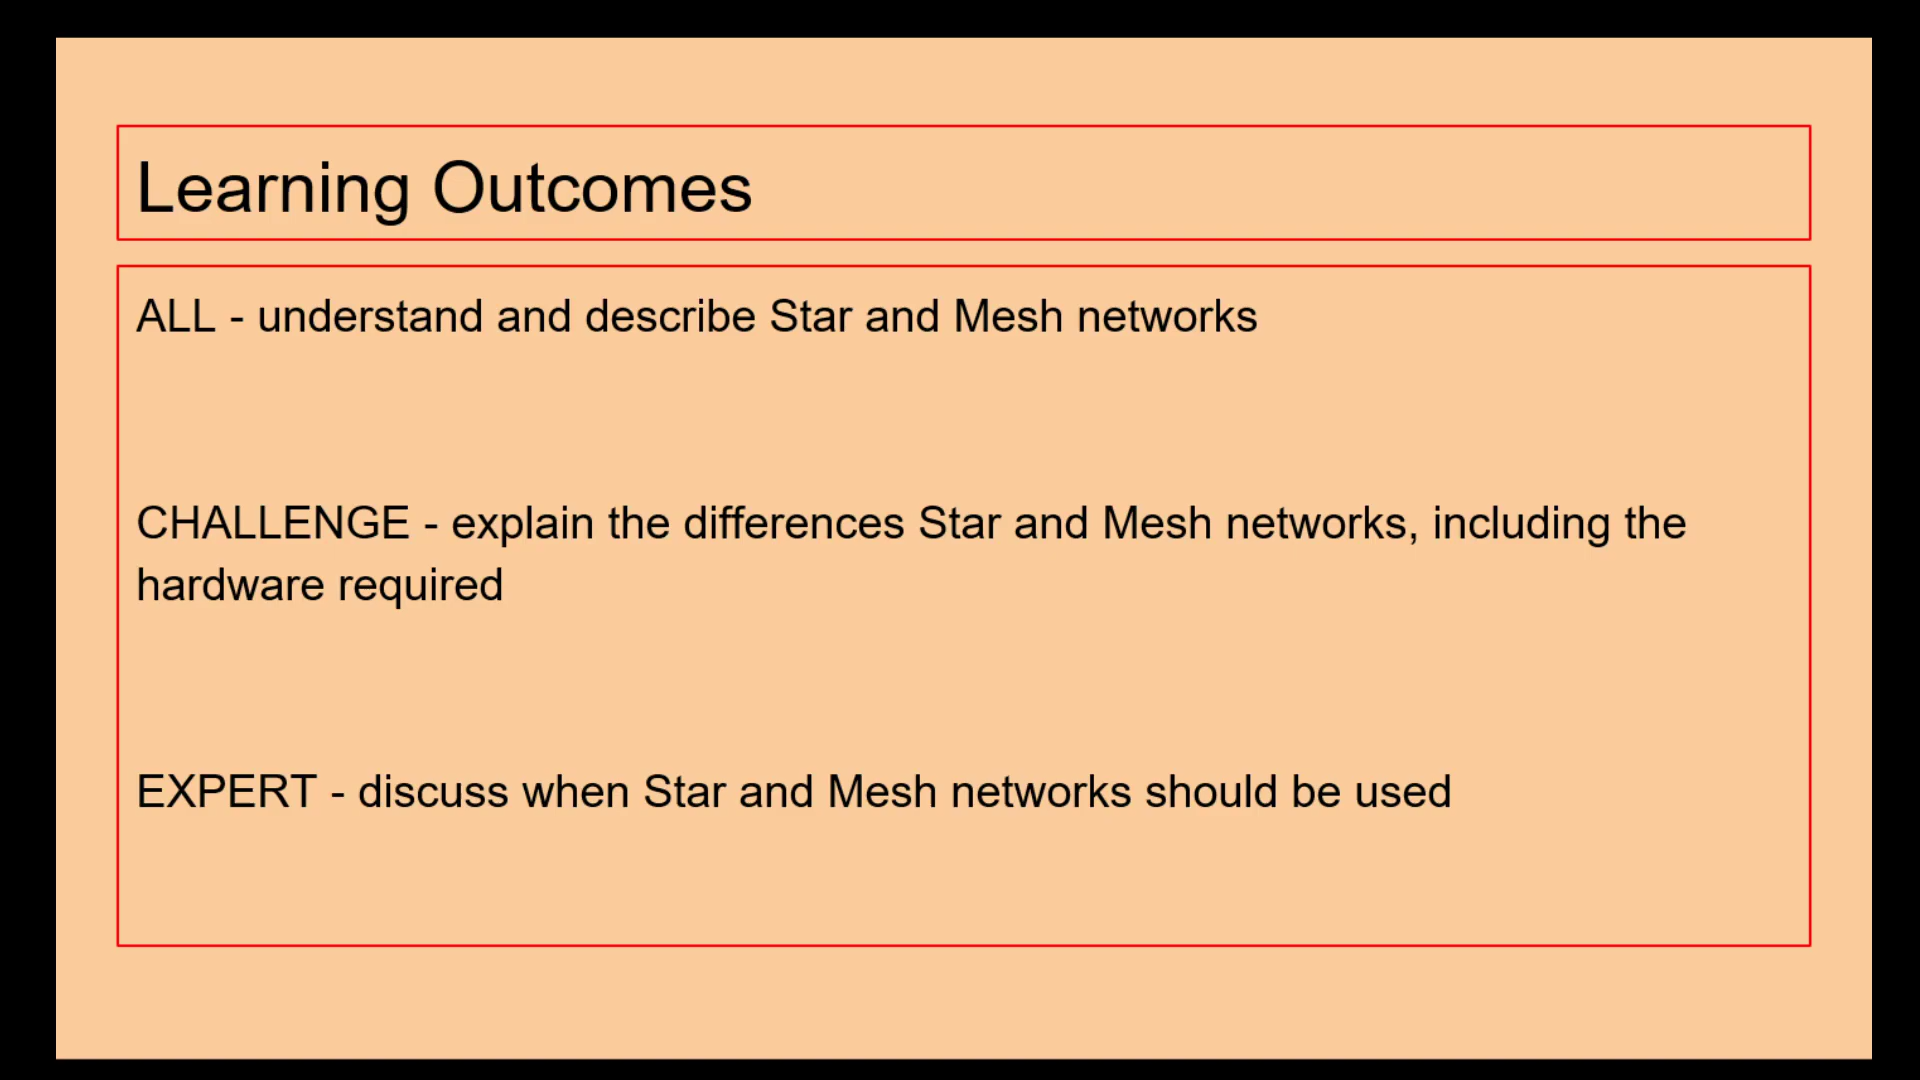 Learning Outcomes
ALL - understand and describe Star and Mesh networks
CHALLENGE - explain the differences Star and Mesh networks, including the
hardware required
EXPERT - discuss when Star and Mesh networks should be used